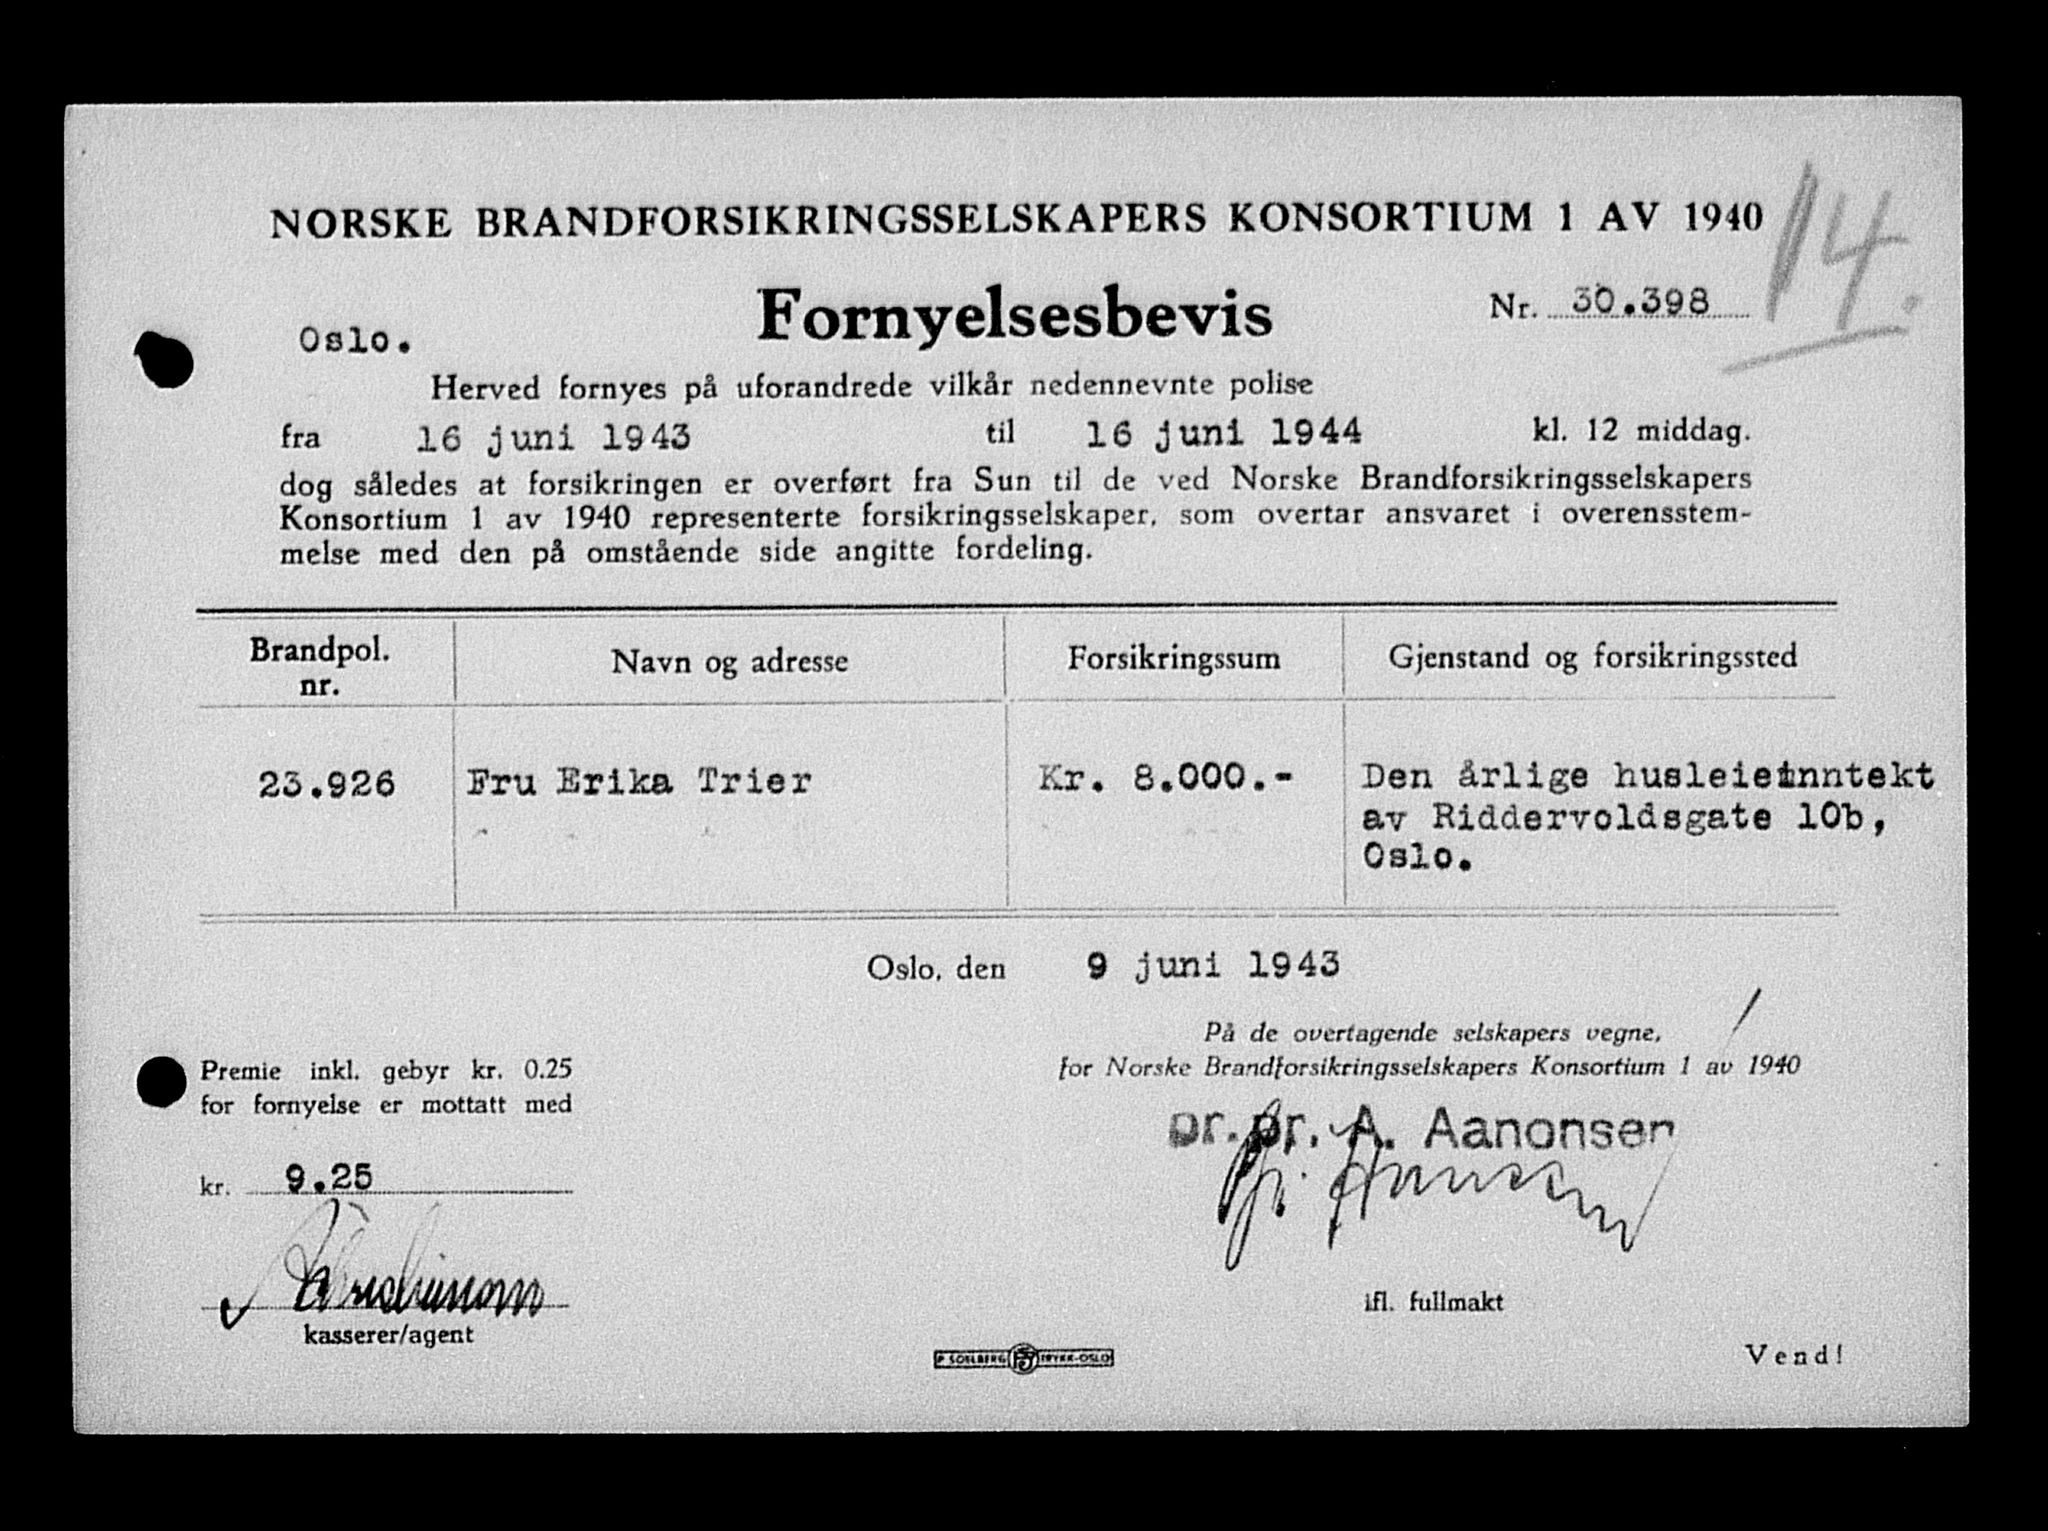 14.
NORSKE BRANDFORSIKRINGSSELSKAPERS KONSORTIUM 1 AV 1940
Fornyelsesbevis
Nr. 30.398
Oslo.
Herved fornyes på uforandrede vilkår nedennevnte polise
fra 16 juni 1943 til 16 juni 1944 kl. 12 middag.
dog således at forsikringen er overført fra Sun til de ved Norske Brandforsikringsselskapers
Konsortium 1 av 1940 representerte forsikringsselskaper, som overtar ansvaret i overensstem-
melse med den på omstående side angitte fordeling.
Brandpol. nr. Navn og adresse Forsikringssum Gjenstand og forsikringssted
23.926 Fru Erika Trier Kr. 8.000.- Den årlige husleieinntekt
av Riddervoldsgate 10b,
Oslo.
Oslo, den 9 juni 1943
På de overtagende selskapers vegne,
for Norske Brandforsikringsselskapers Konsortium 1 av 1940
pr. pr. A. Aanonsen
ifl. fullmakt
Premie inkl. gebyr kr. 0.25
for fornyelse er mottatt med
kr. 9.25
kasserer/agent
P SOELBERG TRYKK-OSLO
Vend!